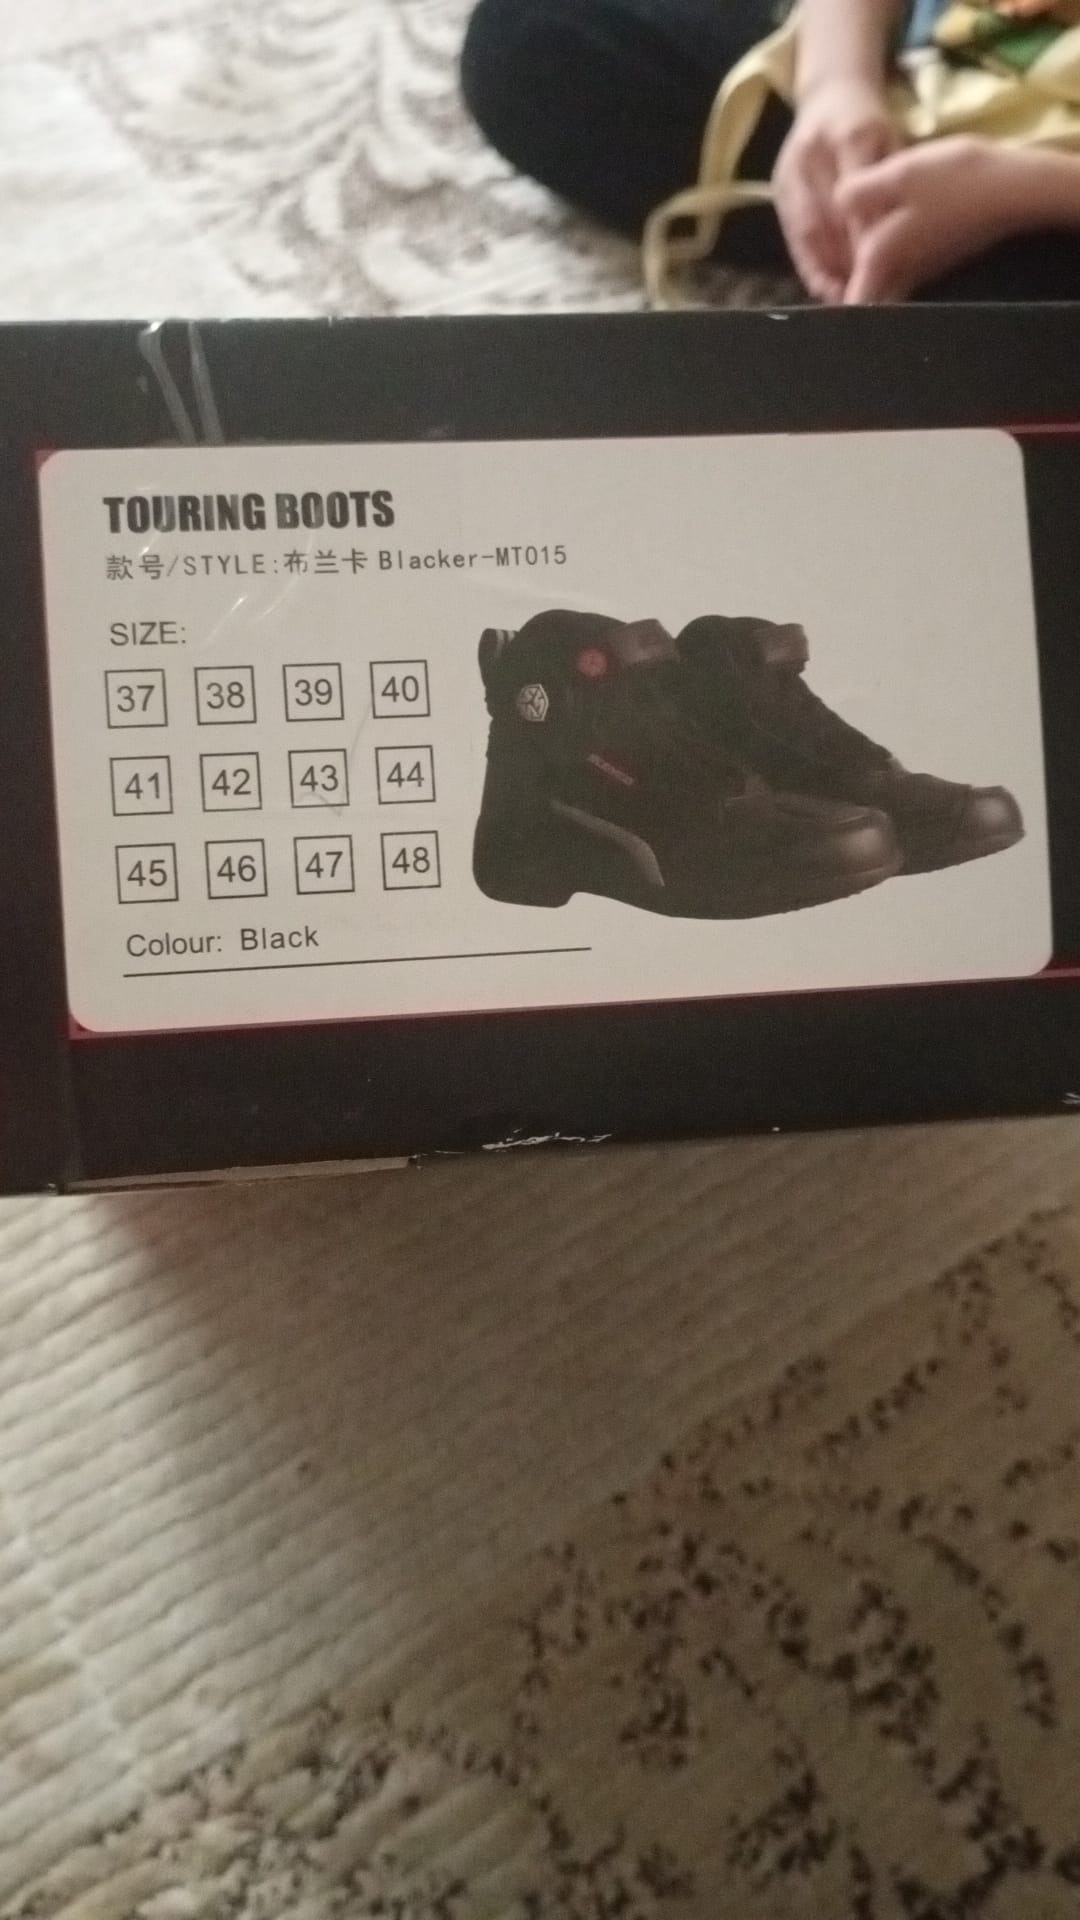 TOURING BOOTS
款号/STYLE:布兰卡 Blacker-MT015
SIZE:
37 38 39 40
41 42 43 44
45 46 47 48
Colour: Black